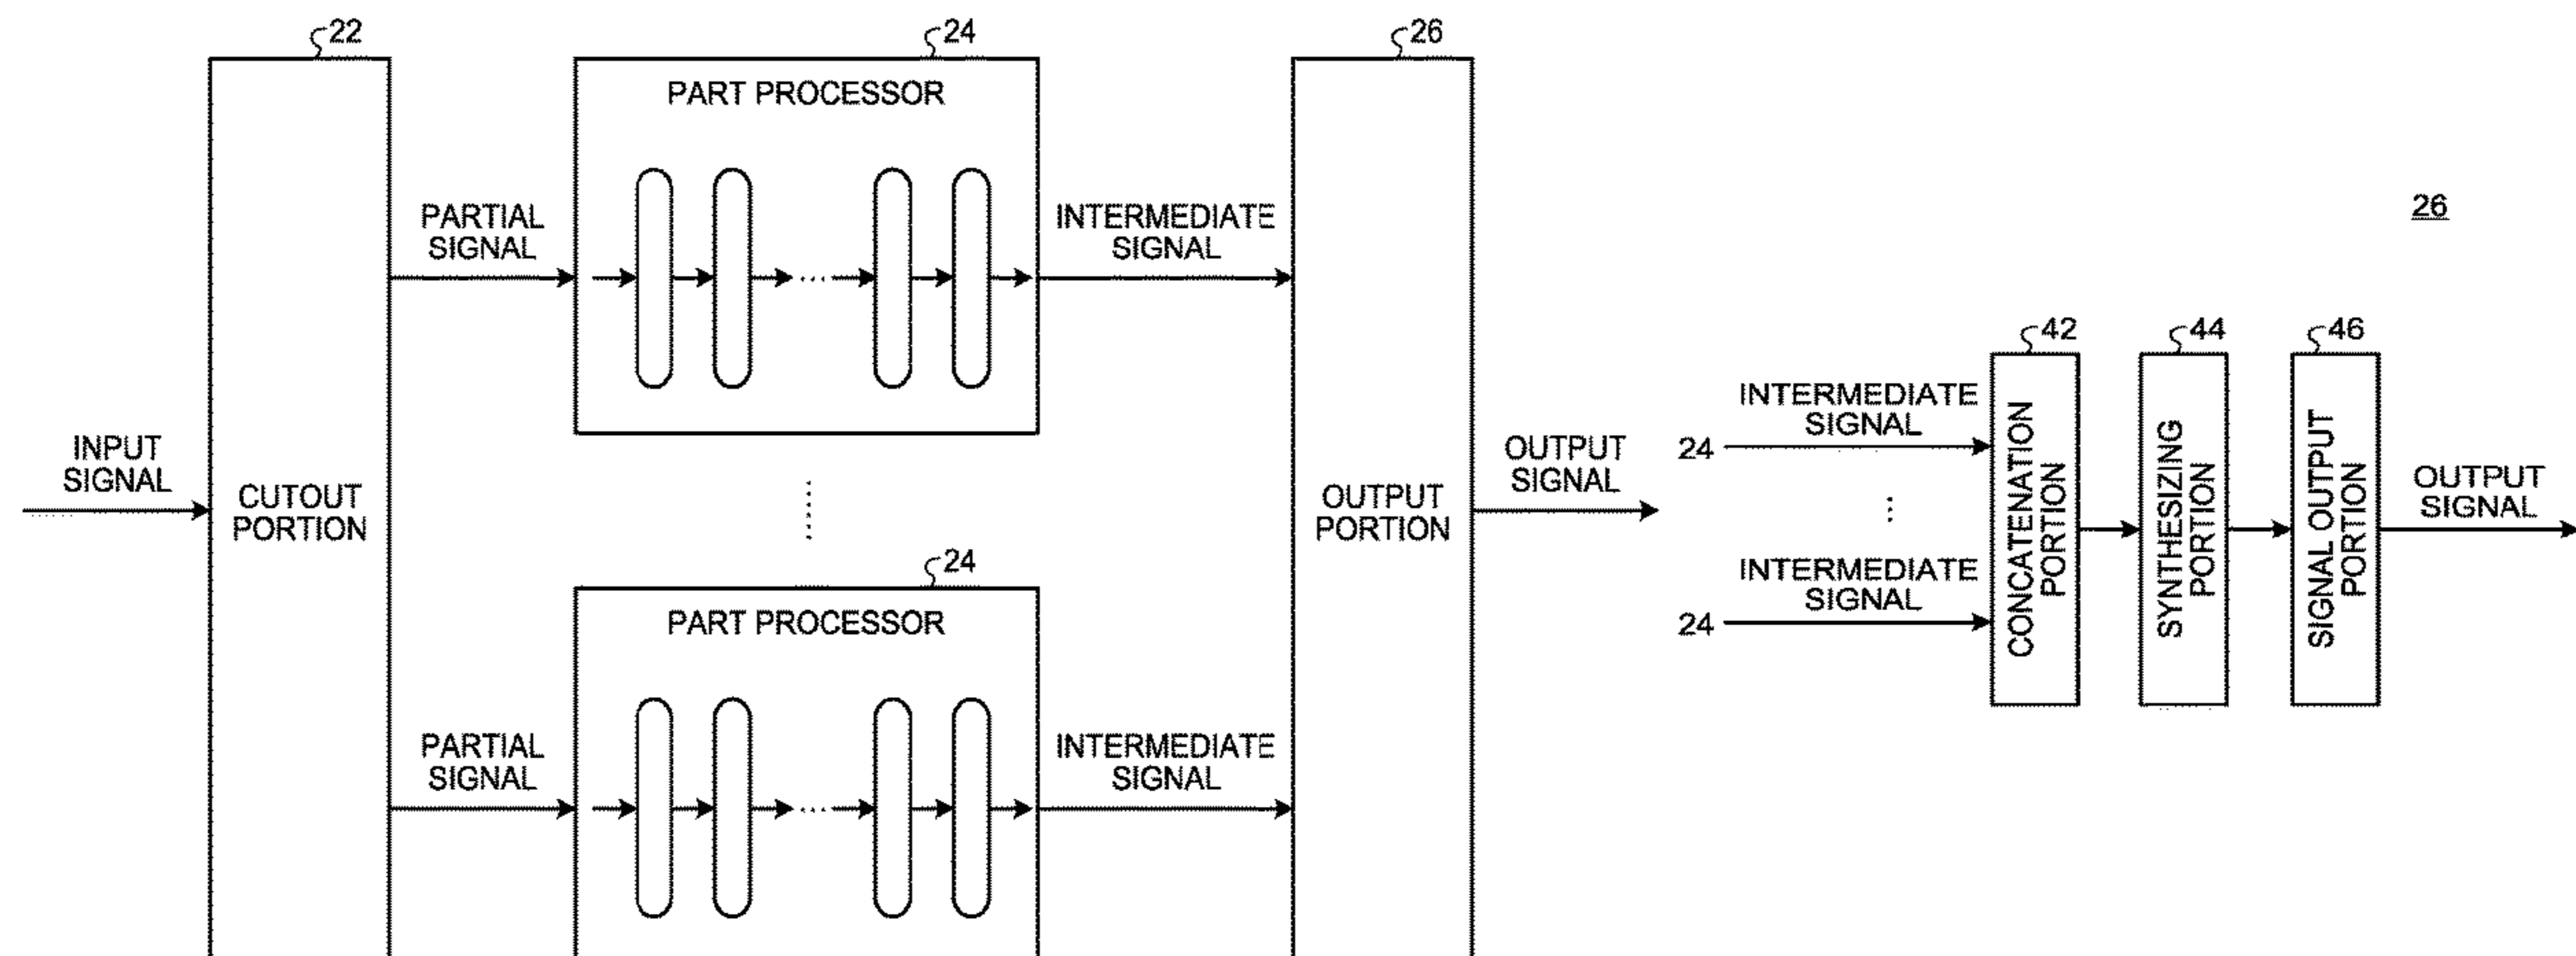 22
24
26
PART PROCESSOR
PARTIAL
SIGNAL
INTERMEDIATE
SIGNAL
...
INPUT
SIGNAL
CUTOUT
PORTION
OUTPUT
PORTION
OUTPUT
SIGNAL
24
PART PROCESSOR
PARTIAL
SIGNAL
INTERMEDIATE
SIGNAL
...
26
42
44
46
INTERMEDIATE
SIGNAL
24
INTERMEDIATE
SIGNAL
24
CONCATENATION
PORTION
SYNTHESIZING
PORTION
SIGNAL OUTPUT
PORTION
OUTPUT
SIGNAL